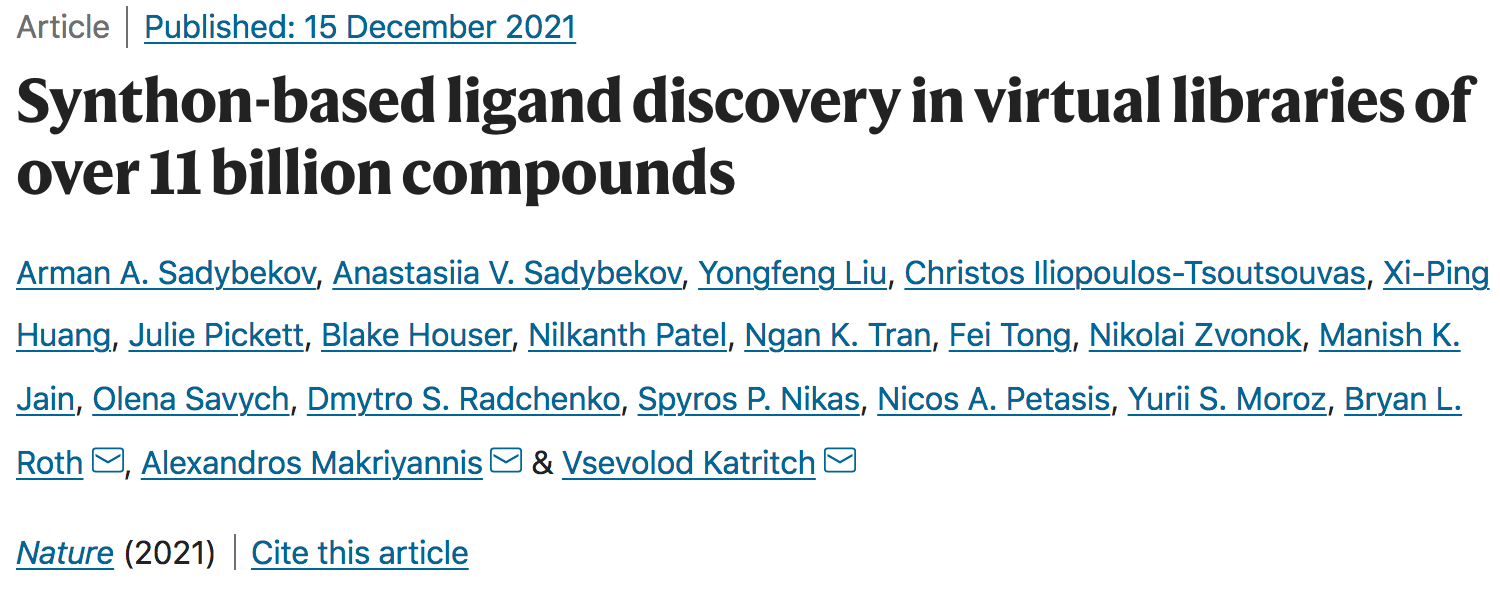 Article | Published: 15 December 2021
Synthon-based ligand discovery in virtual libraries of
over 11 billion compounds
Arman A. Sadybekov, Anastasiia V. Sadybekov, Yongfeng Liu, Christos Iliopoulos-Tsoutsouvas, Xi-Ping
Huang, Julie Pickett, Blake Houser, Nilkanth Patel, Ngan K. Tran, Fei Tong, Nikolai Zvonok, Manish K.
Jain, Olena Savych, Dmytro S. Radchenko, Spyros P. Nikas, Nicos A. Petasis, Yurii S. Moroz, Bryan L.
Roth, Alexandros Makriyannis & Vsevolod Katritch
Nature (2021) | Cite this article